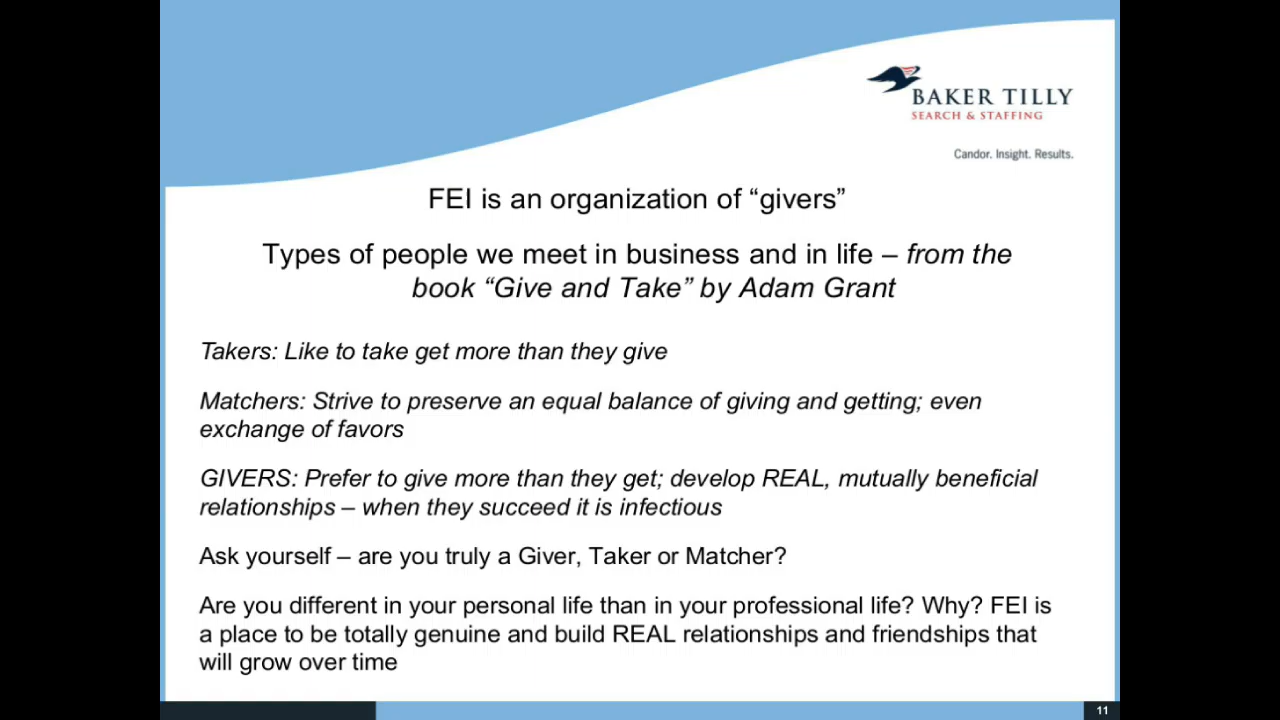 BAKER TILLY
SEARCH & STAFFING
Candor. Insight. Results.
FEI is an organization of “givers”
Types of people we meet in business and in life – from the
book “Give and Take” by Adam Grant
Takers: Like to take get more than they give
Matchers: Strive to preserve an equal balance of giving and getting; even
exchange of favors
GIVERS: Prefer to give more than they get; develop REAL, mutually beneficial
relationships – when they succeed it is infectious
Ask yourself – are you truly a Giver, Taker or Matcher?
Are you different in your personal life than in your professional life? Why? FEI is
a place to be totally genuine and build REAL relationships and friendships that
will grow over time
11